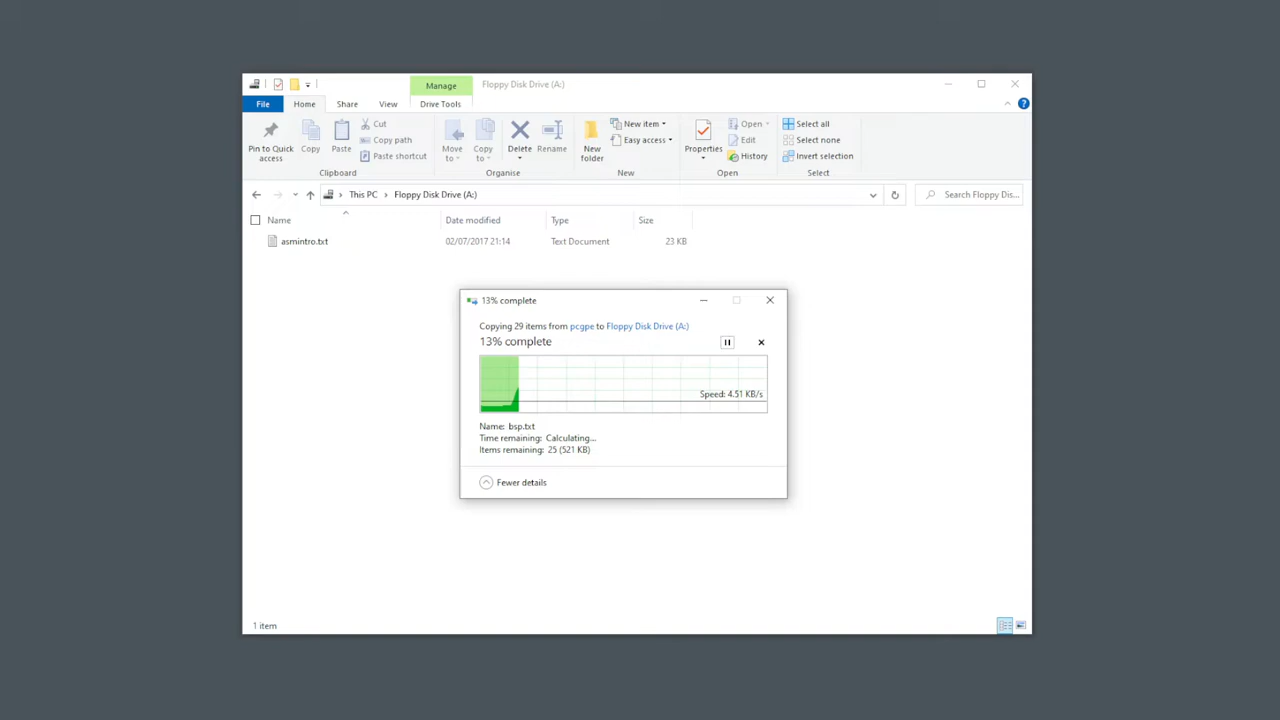 Manage
Floppy Disk Drive (A:)
File
Home
Share
View
Drive Tools
Pin to Quick access
Copy
Paste
Cut
Copy path
Paste shortcut
Clipboard
Move to
Copy to
Delete
Rename
Organise
New folder
New item
Easy access
New
Properties
Open
Edit
History
Open
Select all
Select none
Invert selection
Select
This PC > Floppy Disk Drive (A:)
Search Floppy Dis...
Name
Date modified
Type
Size
asmintro.txt
02/07/2017 21:14
Text Document
23 KB
13% complete
Copying 29 items from pcgpe to Floppy Disk Drive (A:)
13% complete
Speed: 4.51 KB/s
Name: bsp.txt
Time remaining: Calculating...
Items remaining: 25 (521 KB)
Fewer details
1 item